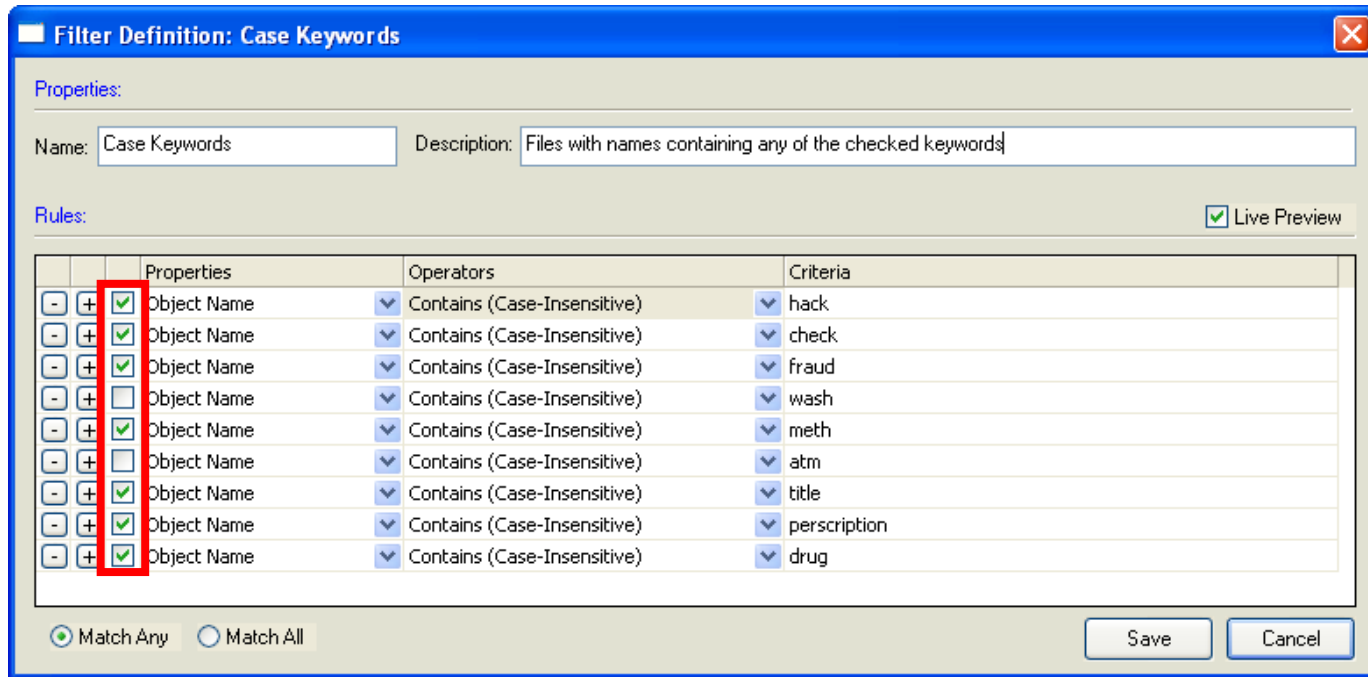 Filter Definition: Case Keywords
Properties:
Name: Case Keywords Description: Files with names containing any of the checked keywords
Rules: Live Preview
Properties Operators Criteria
- + Object Name Contains (Case-Insensitive) hack
- + Object Name Contains (Case-Insensitive) check
- + Object Name Contains (Case-Insensitive) fraud
- + Object Name Contains (Case-Insensitive) wash
- + Object Name Contains (Case-Insensitive) meth
- + Object Name Contains (Case-Insensitive) atm
- + Object Name Contains (Case-Insensitive) title
- + Object Name Contains (Case-Insensitive) perscription
- + Object Name Contains (Case-Insensitive) drug
Match Any Match All Save Cancel